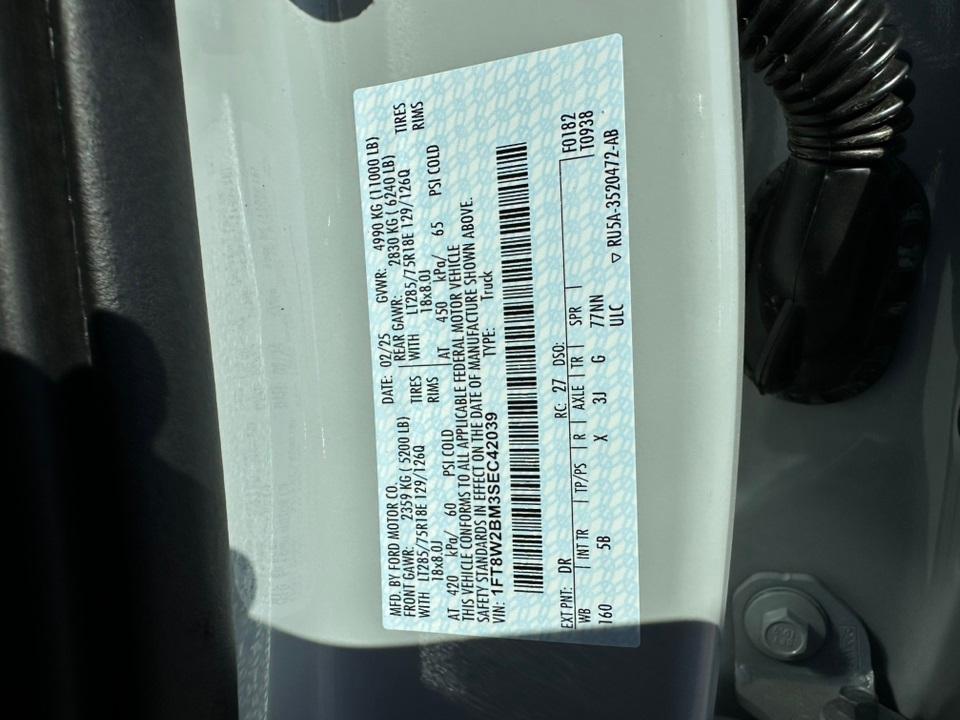 MFD. BY FORD MOTOR CO.
DATE: 02/25 GVWR: 4990 KG (11000 LB)
FRONT GAWR: 2359 KG ( 5200 LB) REAR GAWR: 2830 KG ( 6240 LB)
WITH LT285/75R18E 129/126Q TIRES WITH LT285/75R18E 129/126Q TIRES
18x8.0J RIMS 18x8.0J RIMS
AT 420 kPa/ 60 PSI COLD AT 450 kPa/ 65 PSI COLD
THIS VEHICLE CONFORMS TO ALL APPLICABLE FEDERAL MOTOR VEHICLE
SAFETY STANDARDS IN EFFECT ON THE DATE OF MANUFACTURE SHOWN ABOVE.
VIN: 1FT8W2BM3SEC42039 TYPE: Truck
F0182
EXT PNT: DR RC: 27 DSO: T0938
WB INT TR TP/PS R AXLE TR SPR
160 5B X 3J G 77NN
ULC ▽ RU5A-3520472-AB